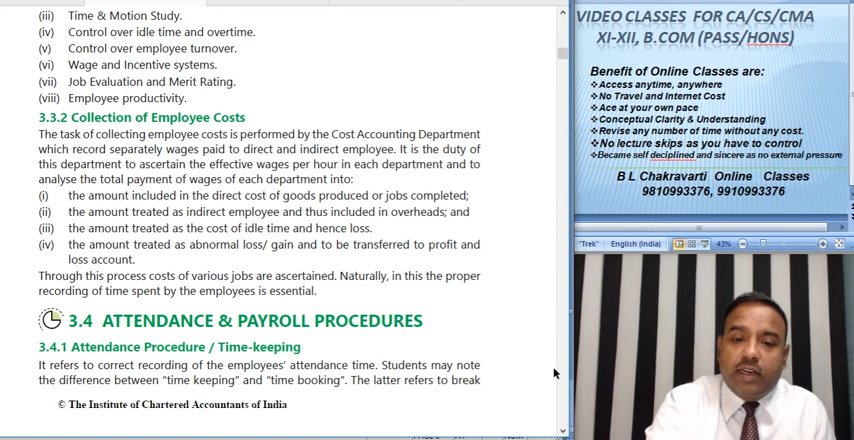 (iii) Time & Motion Study.
(iv) Control over idle time and overtime.
(v) Control over employee turnover.
(vi) Wage and Incentive systems.
(vii) Job Evaluation and Merit Rating.
(viii) Employee productivity.
3.3.2 Collection of Employee Costs
The task of collecting employee costs is performed by the Cost Accounting Department
which record separately wages paid to direct and indirect employee. It is the duty of
this department to ascertain the effective wages per hour in each department and to
analyse the total payment of wages of each department into:
(i) the amount included in the direct cost of goods produced or jobs completed;
(ii) the amount treated as indirect employee and thus included in overheads; and
(iii) the amount treated as the cost of idle time and hence loss.
(iv) the amount treated as abnormal loss/ gain and to be transferred to profit and
loss account.
Through this process costs of various jobs are ascertained. Naturally, in this the proper
recording of time spent by the employees is essential.
3.4 ATTENDANCE & PAYROLL PROCEDURES
3.4.1 Attendance Procedure / Time-keeping
It refers to correct recording of the employees' attendance time. Students may note
the difference between "time keeping" and "time booking". The latter refers to break
© The Institute of Chartered Accountants of India
VIDEO CLASSES FOR CA/CS/CMA
XI-XII, B.COM (PASS/HONS)
Benefit of Online Classes are:
❖Access anytime, anywhere
❖No Travel and Internet Cost
❖Ace at your own pace
❖Conceptual Clarity & Understanding
❖Revise any number of time without any cost.
❖No lecture skips as you have to control
❖Became self deciplined and sincere as no external pressure
B L Chakravarti Online Classes
9810993376, 9910993376
"Trek" English (India) 43%